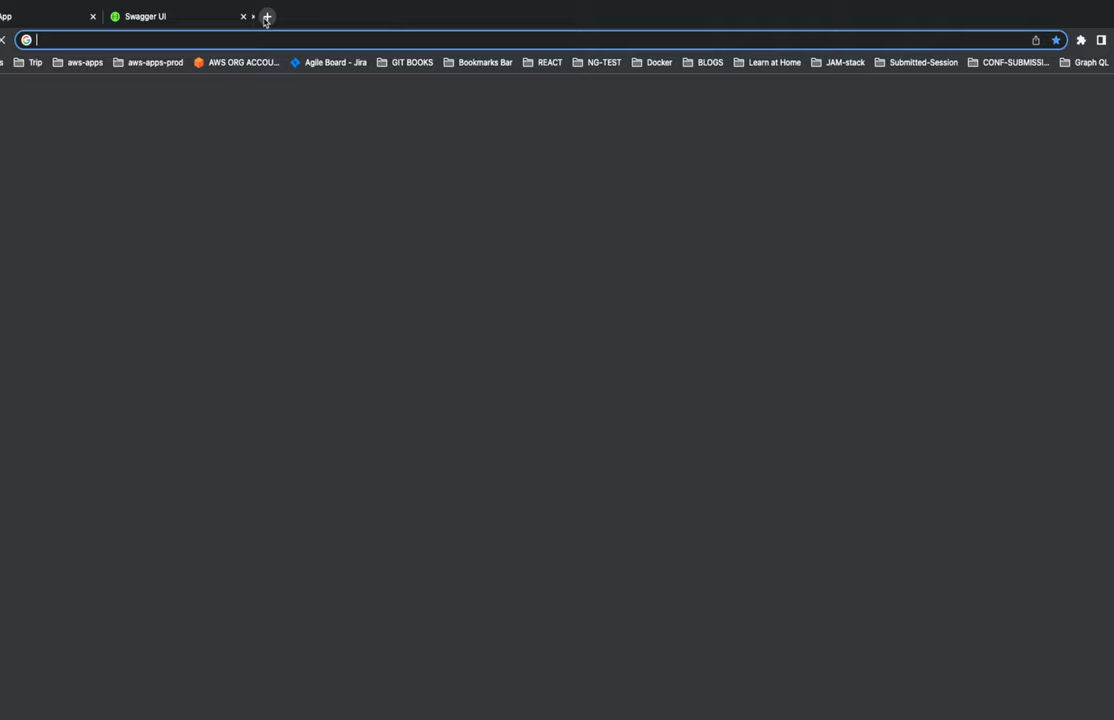 App Swagger UI
s Trip aws-apps aws-apps-prod AWS ORG ACCOU... Agile Board - Jira GIT BOOKS Bookmarks Bar REACT NG-TEST Docker BLOGS Learn at Home JAM-stack Submitted-Session CONF-SUBMISSI... Graph QL